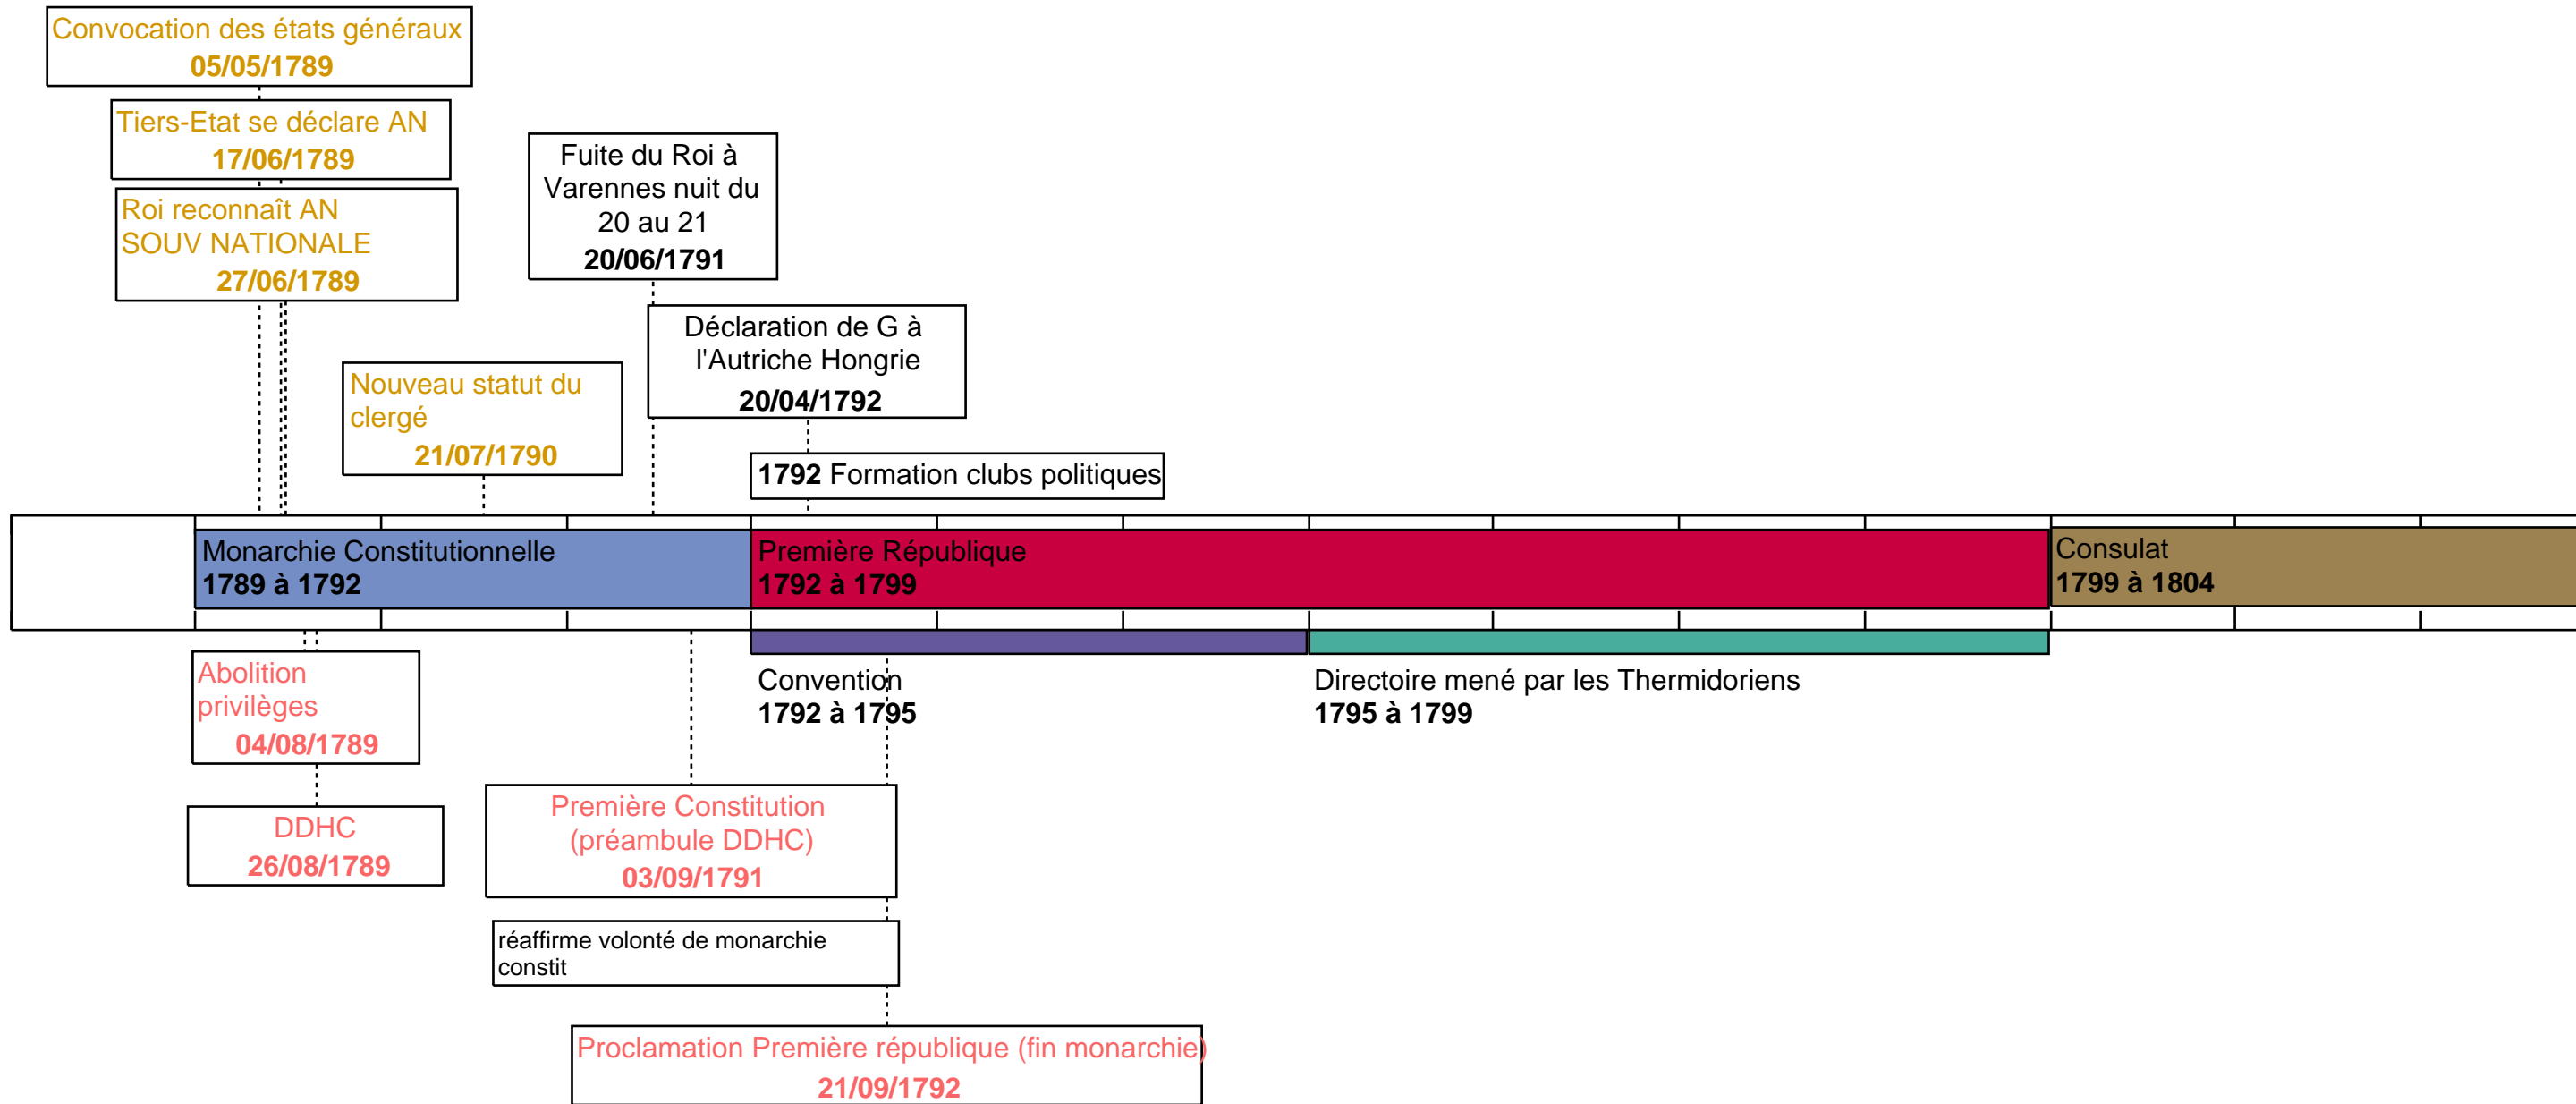 Convocation des états généraux
05/05/1789
Tiers-Etat se déclare AN
17/06/1789
Roi reconnaît AN
SOUV NATIONALE
27/06/1789
Fuite du Roi à
Varennes nuit du
20 au 21
20/06/1791
Déclaration de G à
l'Autriche Hongrie
20/04/1792
Nouveau statut du
clergé
21/07/1790
1792 Formation clubs politiques
Monarchie Constitutionnelle
1789 à 1792
Première République
1792 à 1799
Consulat
1799 à 1804
Abolition
privilèges
04/08/1789
Convention
1792 à 1795
Directoire mené par les Thermidoriens
1795 à 1799
DDHC
26/08/1789
Première Constitution
(préambule DDHC)
03/09/1791
réaffirme volonté de monarchie
constit
Proclamation Première république (fin monarchie)
21/09/1792